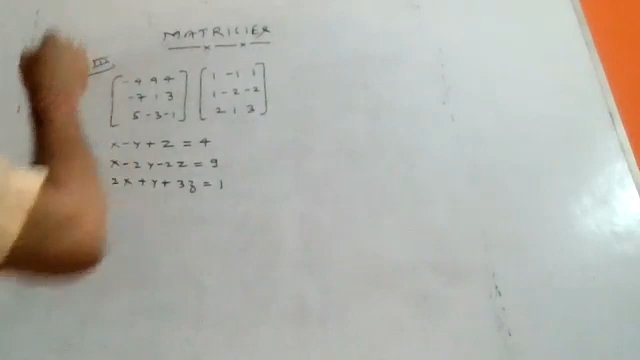 MATRICIES
III
[-4 4 4] [1 -1 1]
[-7 1 3] [1 -2 -2]
[5 -3 -1] [2 1 3]
x-y+z=4
x-2y-2z=9
2x+y+3z=1